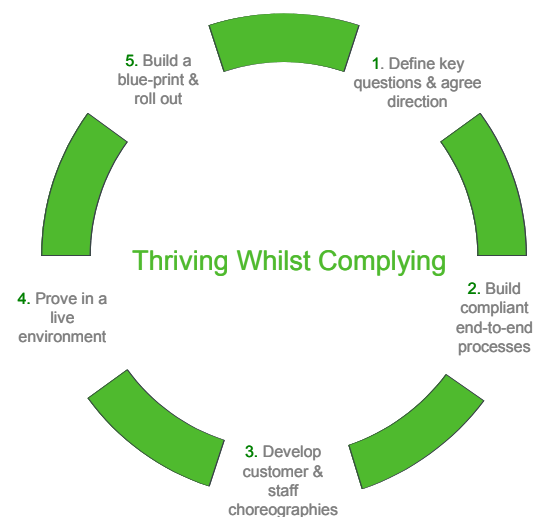 1. Define key
questions & agree
direction
2. Build
compliant
end-to-end
processes
3. Develop
customer &
staff
choreographies
4. Prove in a
live
environment
5. Build a
blue-print &
roll out
Thriving Whilst Complying